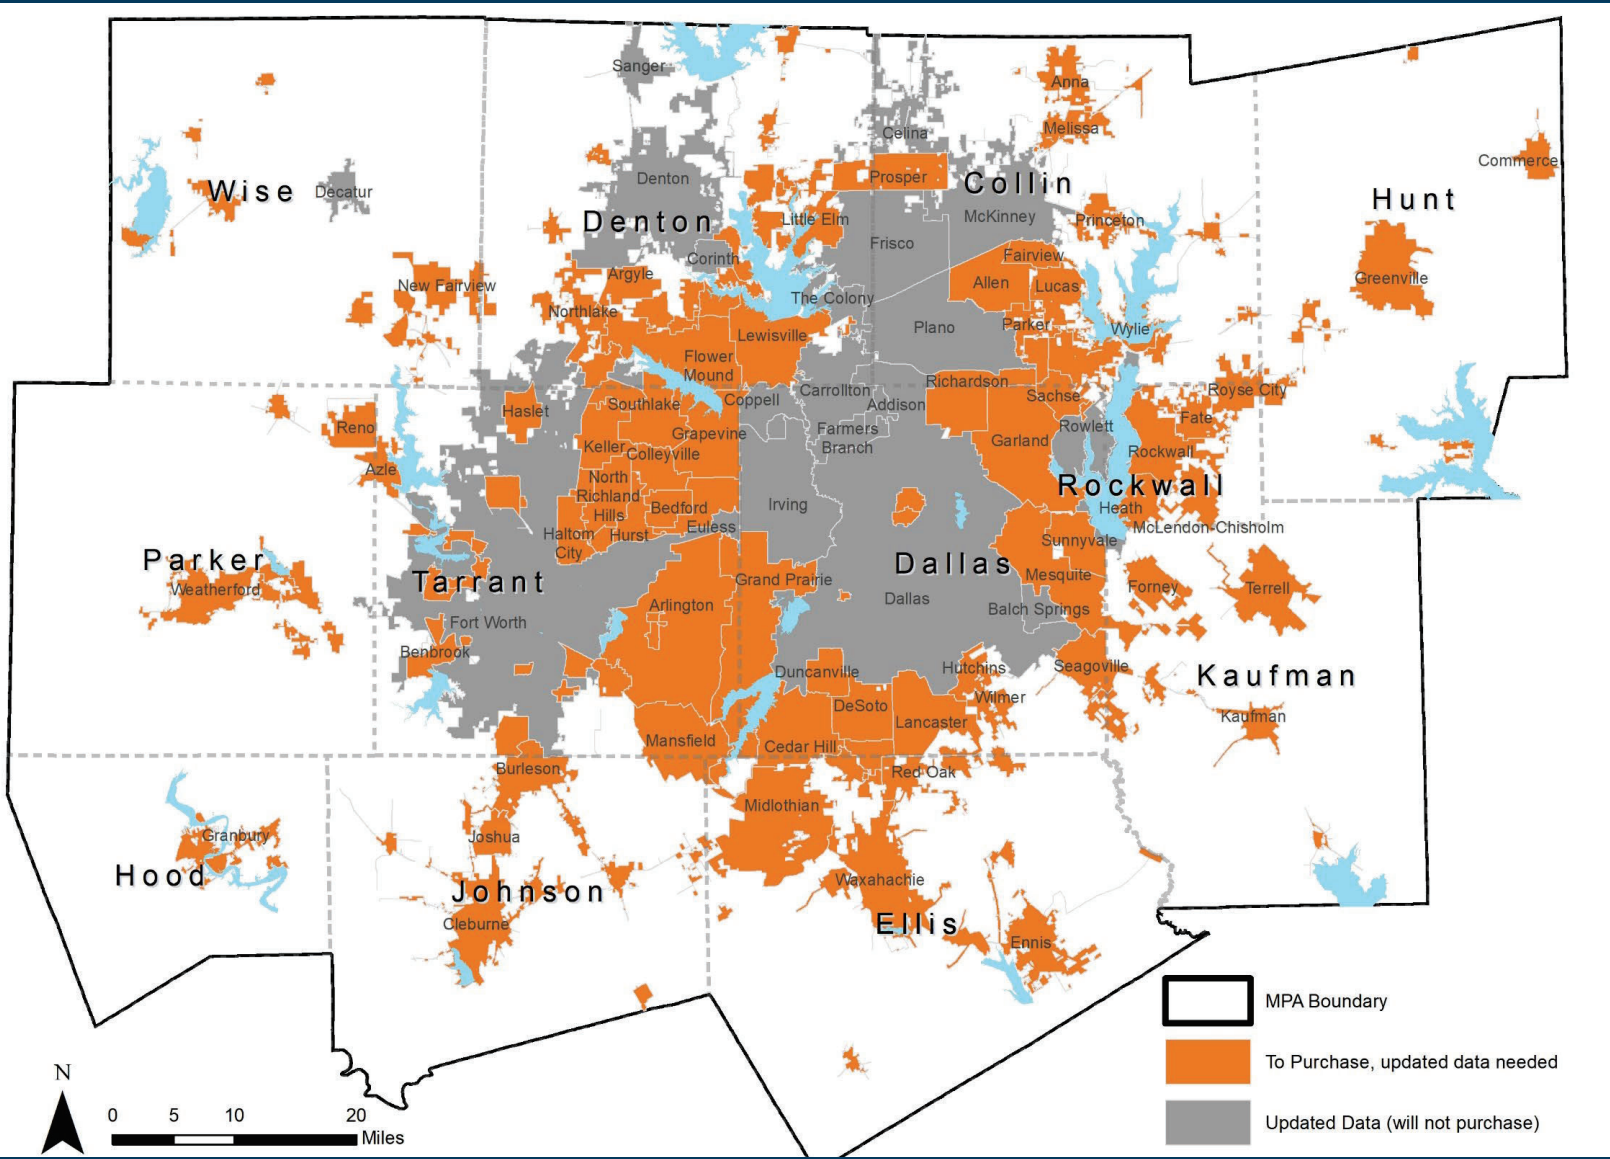 Sanger
Anna
Celina
Melissa
Commerce
Denton
Prosper
Collin
Wise
Decatur
Hunt
Denton
Little Elm
McKinney
Princeton
Frisco
Corinth
Fairview
Argyle
Allen
Lucas
Greenville
New Fairview
The Colony
Northlake
Plano
Parker
Wylie
Lewisville
Flower
Mound
Richardson
Carrollton
Coppell
Addison
Sachse
Royse City
Haslet
Southlake
Fate
Reno
Grapevine
Farmers
Branch
Rowlett
Garland
Keller
Colleyville
Rockwall
Azle
North
Richland
Hills
Rockwall
Irving
Bedford
Heath
Euless
McLendon-Chisholm
Haltom
City
Hurst
Sunnyvale
Parker
Weatherford
Tarrant
Grand Prairie
Dallas
Mesquite
Forney
Terrell
Arlington
Dallas
Balch Springs
Fort Worth
Benbrook
Duncanville
Hutchins
Seagoville
Kaufman
Wilmer
DeSoto
Lancaster
Kaufman
Mansfield
Cedar Hill
Burleson
Red Oak
Midlothian
Granbury
Joshua
Hood
Johnson
Waxahachie
Cleburne
Ellis
Ennis
MPA Boundary
To Purchase, updated data needed
Updated Data (will not purchase)
N
0 5 10 20
Miles